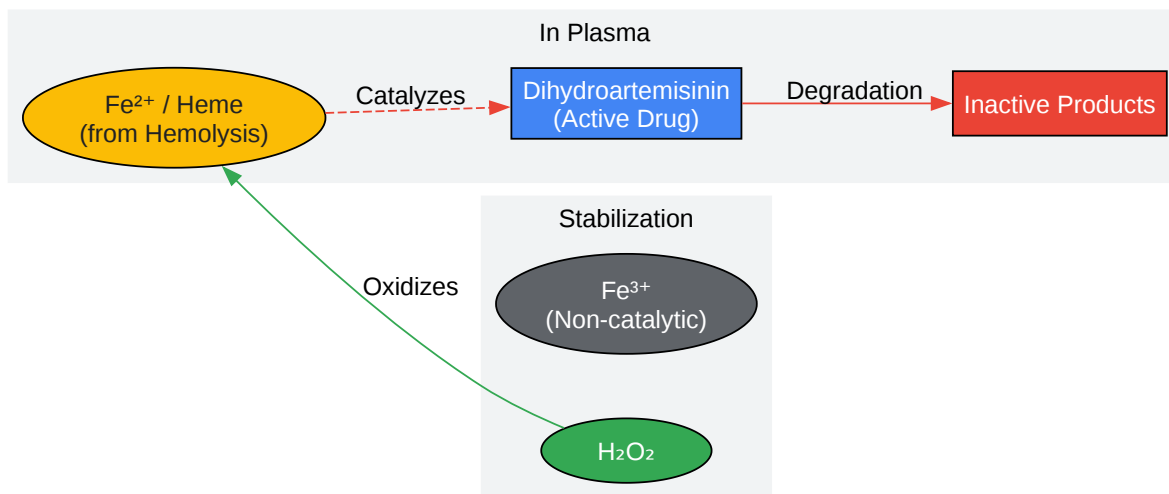 In Plasma
Fe²⁺ / Heme
(from Hemolysis)
Catalyzes
Dihydroartemisinin
(Active Drug)
Degradation
Inactive Products
Stabilization
Oxidizes
Fe³⁺
(Non-catalytic)
H₂O₂